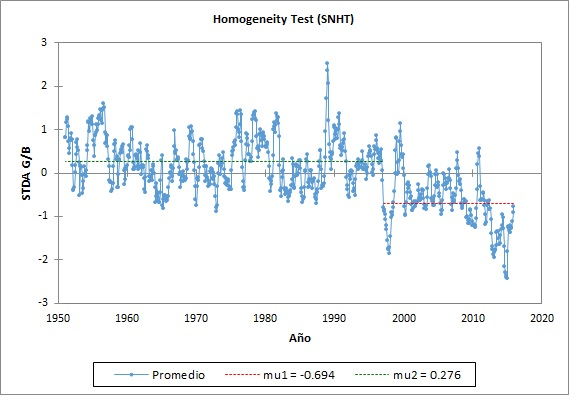 Homogeneity Test (SNHT)
3
2
1
0
-1
-2
-3
STDA G/B
1950 1960 1970 1980 1990 2000 2010 2020
Año
Promedio mu1 = -0.694 mu2 = 0.276